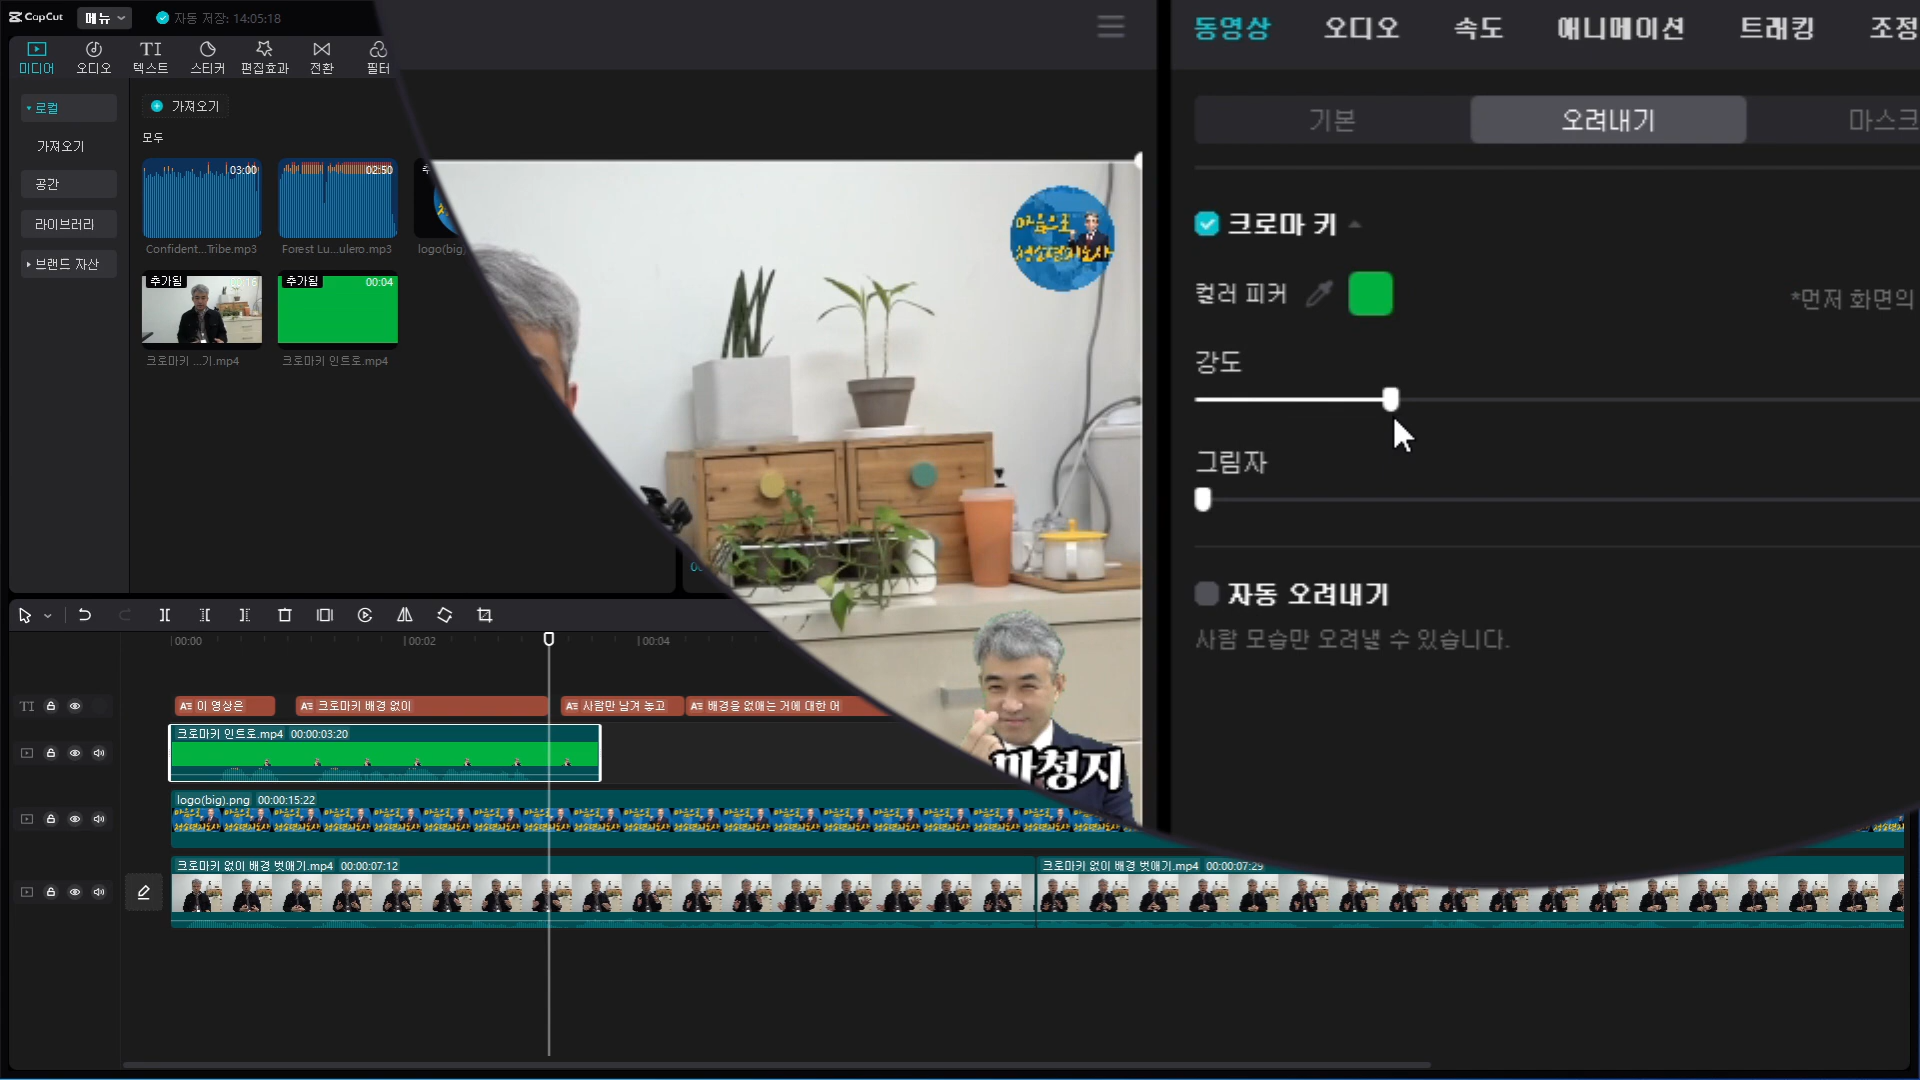 CapCut
메뉴
자동 저장: 14:05:18
미디어
오디오
텍스트
스티커
편집효과
전환
필터
로컬
가져오기
공간
라이브러리
브랜드 자산
가져오기
모두
03:00
Confident...Tribe.mp3
02:50
Forest Lu...ulero.mp3
logo(big)
추가됨
크로마키 ...기.mp4
추가됨 00:04
크로마키 인트로.mp4
마음으로
마청지
동영상
오디오
속도
애니메이션
트래킹
조정
기본
오려내기
마스크
크로마 키
컬러 피커
*먼저 화면의
강도
그림자
자동 오려내기
사람 모습만 오려낼 수 있습니다.
00:00
00:02
00:04
이 영상은
크로마키 배경 없이
사람만 남겨 놓고
배경을 없애는 거에 대한 어
크로마키 인트로.mp4 00:00:03:20
logo(big).png 00:00:15:22
크로마키 없이 배경 벗애기.mp4 00:00:07:12
크로마키 없이 배경 벗애기.mp4 00:00:07:29